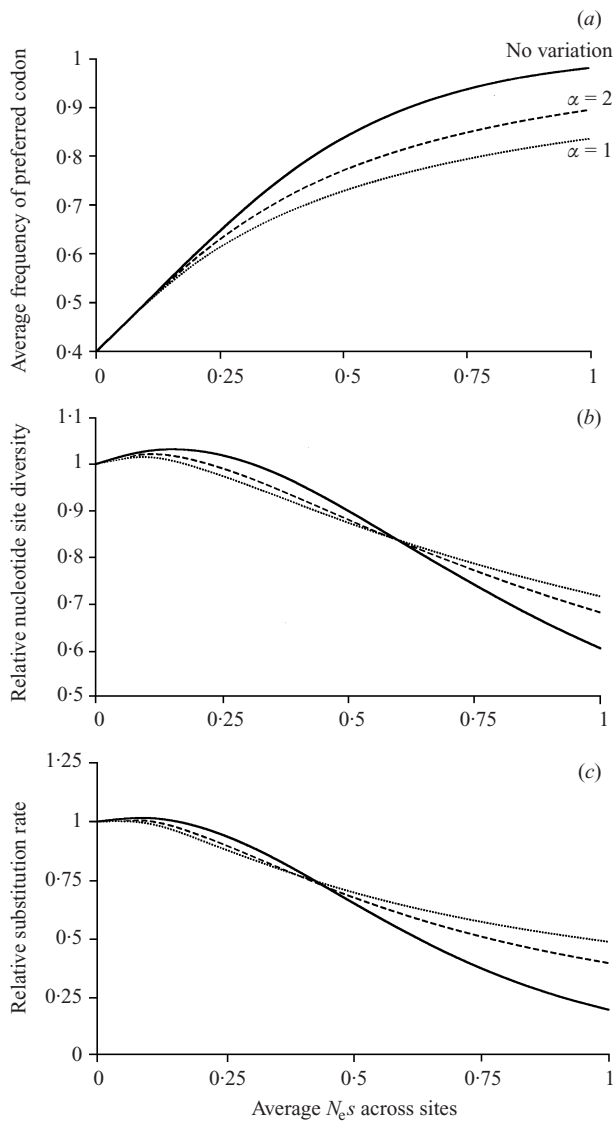 (a)
No variation
α = 2
α = 1
Average frequency of preferred codon
1
0·9
0·8
0·7
0·6
0·5
0·4
0 0·25 0·5 0·75 1
(b)
Relative nucleotide site diversity
1·1
1
0·9
0·8
0·7
0·6
0·5
0 0·25 0·5 0·75 1
(c)
Relative substitution rate
1·25
1
0·75
0·5
0·25
0
0 0·25 0·5 0·75 1
Average Nₑs across sites